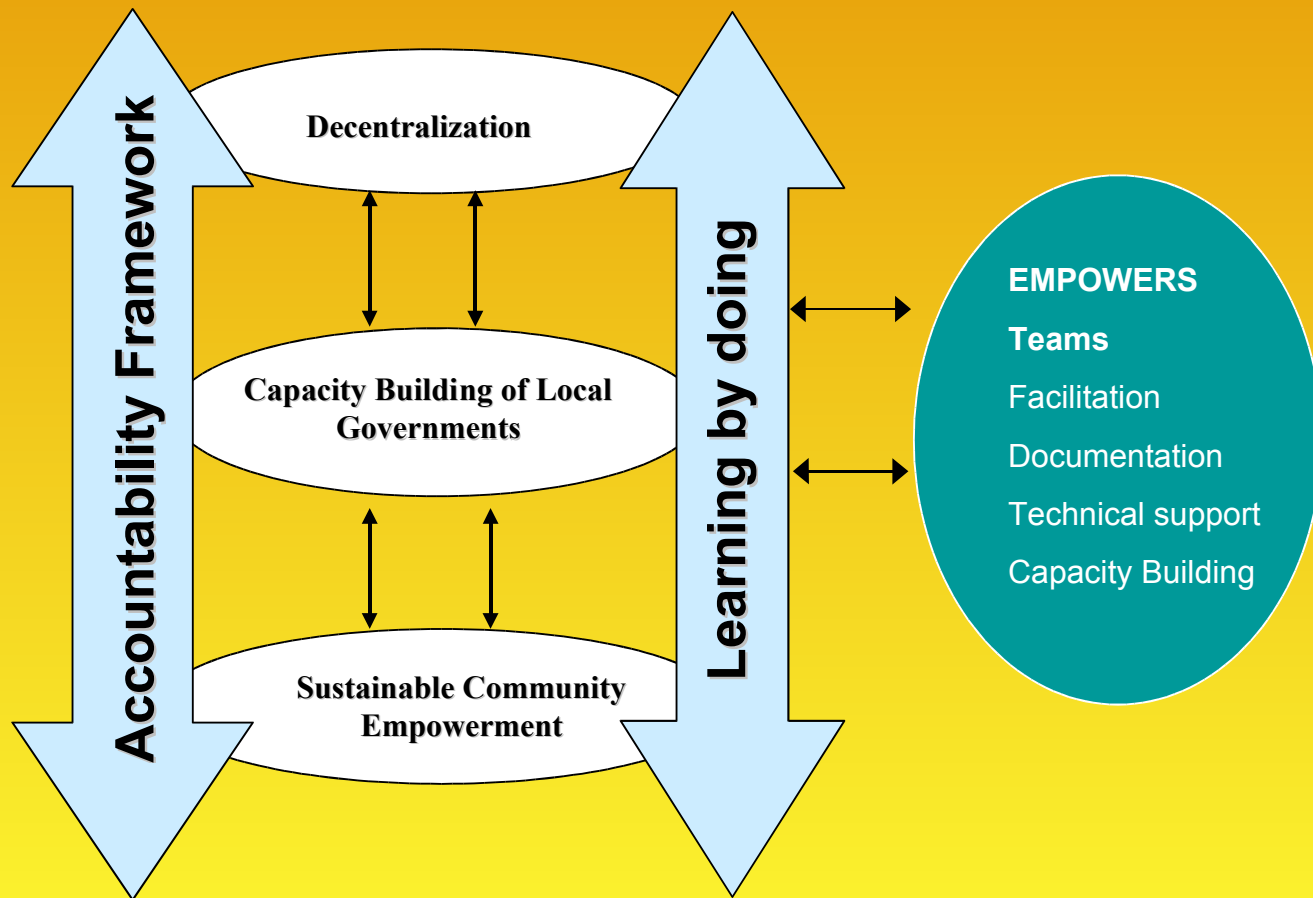 Accountability Framework
Decentralization
Capacity Building of Local
Governments
Sustainable Community
Empowerment
Learning by doing
EMPOWERS
Teams
Facilitation
Documentation
Technical support
Capacity Building